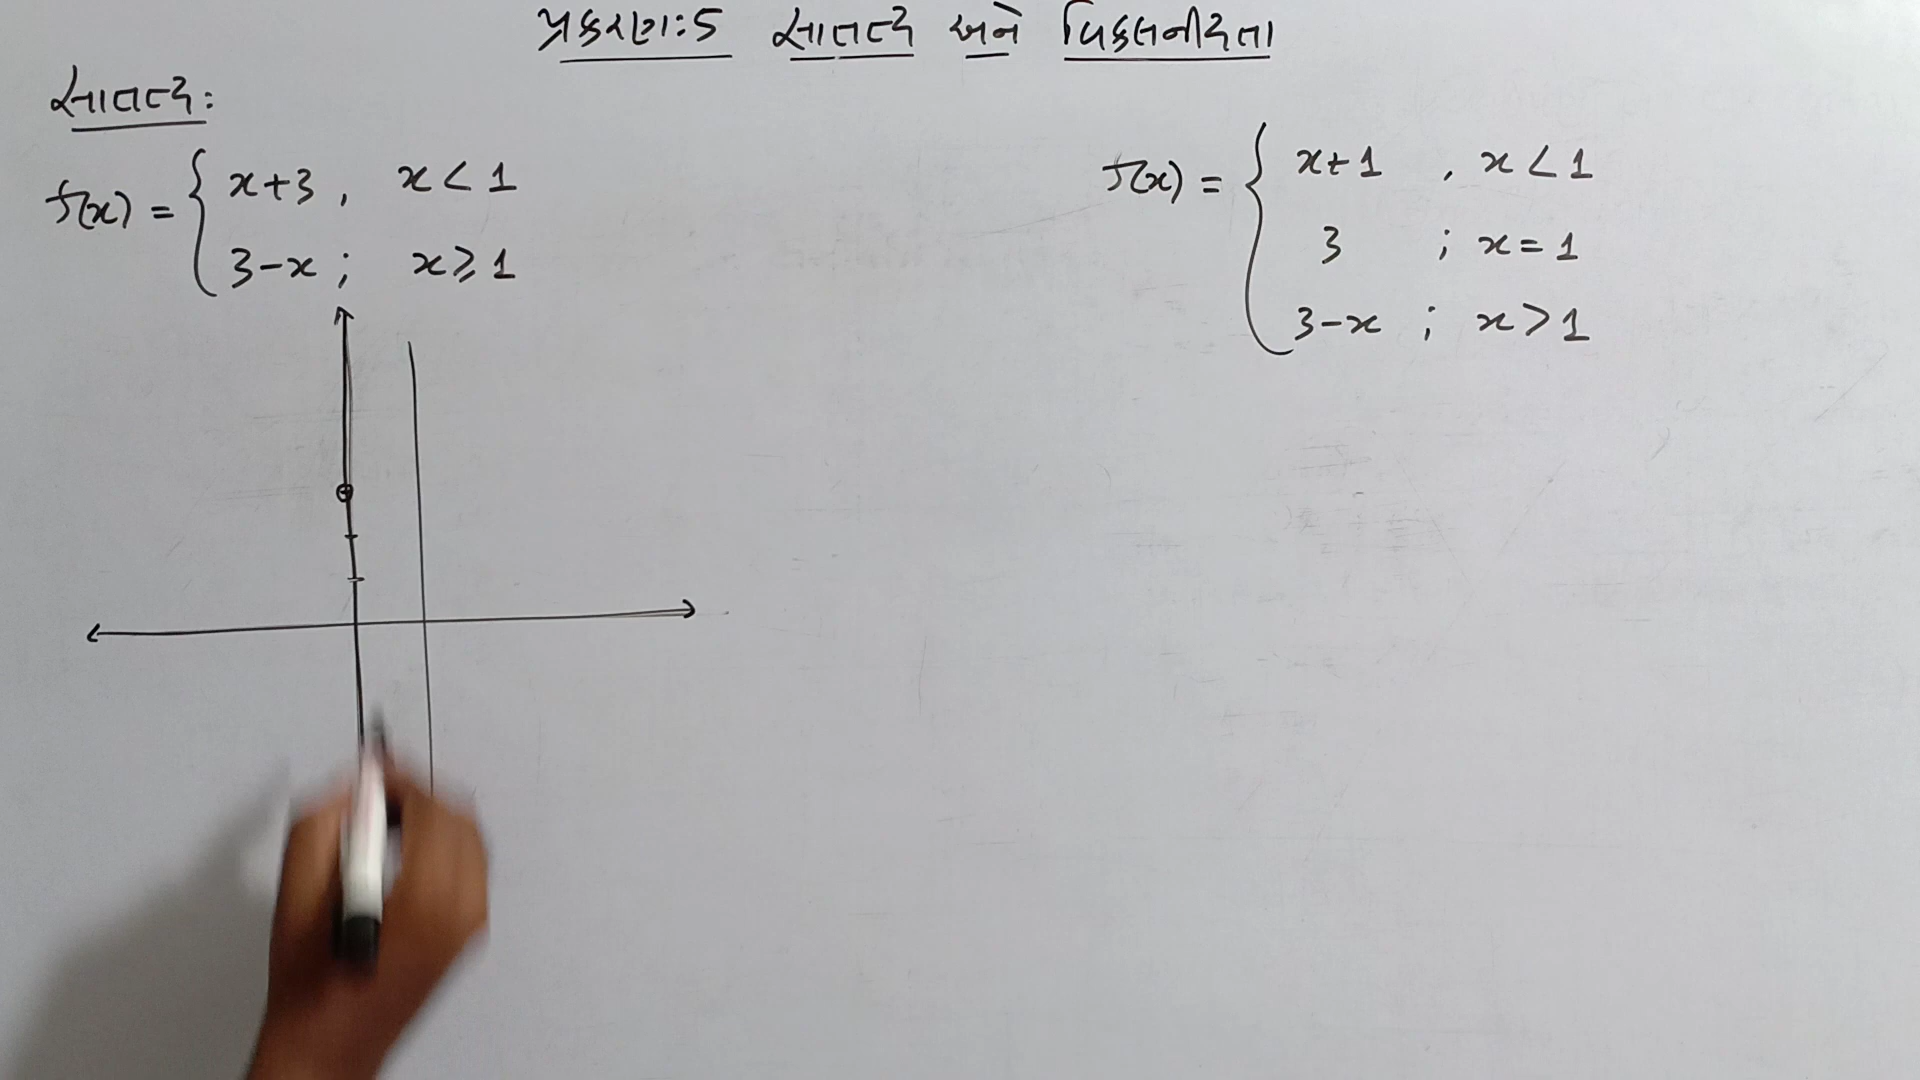 પ્રકરણ:5 સાતત્ય અને વિકલનીયતા
સાતત્ય:
f(x) = { x+3 , x < 1
3-x ; x ⩾ 1
f(x) = { x+1 , x < 1
3 ; x = 1
3-x ; x > 1